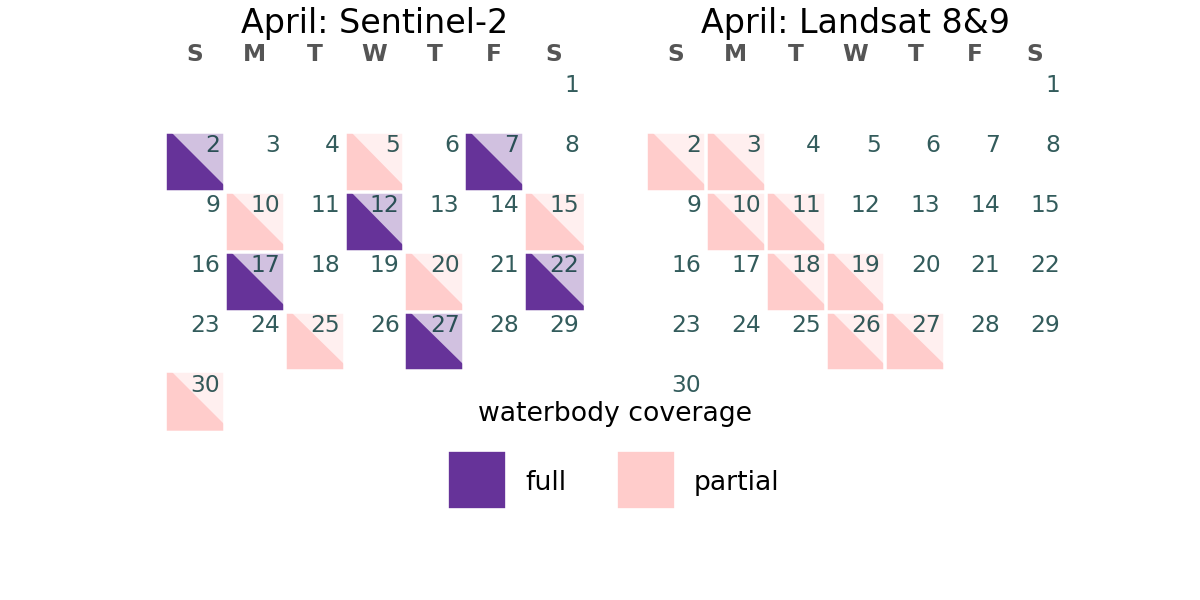 April: Sentinel-2
S M T W T F S
1
2 3 4 5 6 7 8
9 10 11 12 13 14 15
16 17 18 19 20 21 22
23 24 25 26 27 28 29
30
April: Landsat 8&9
S M T W T F S
1
2 3 4 5 6 7 8
9 10 11 12 13 14 15
16 17 18 19 20 21 22
23 24 25 26 27 28 29
30
waterbody coverage
full partial